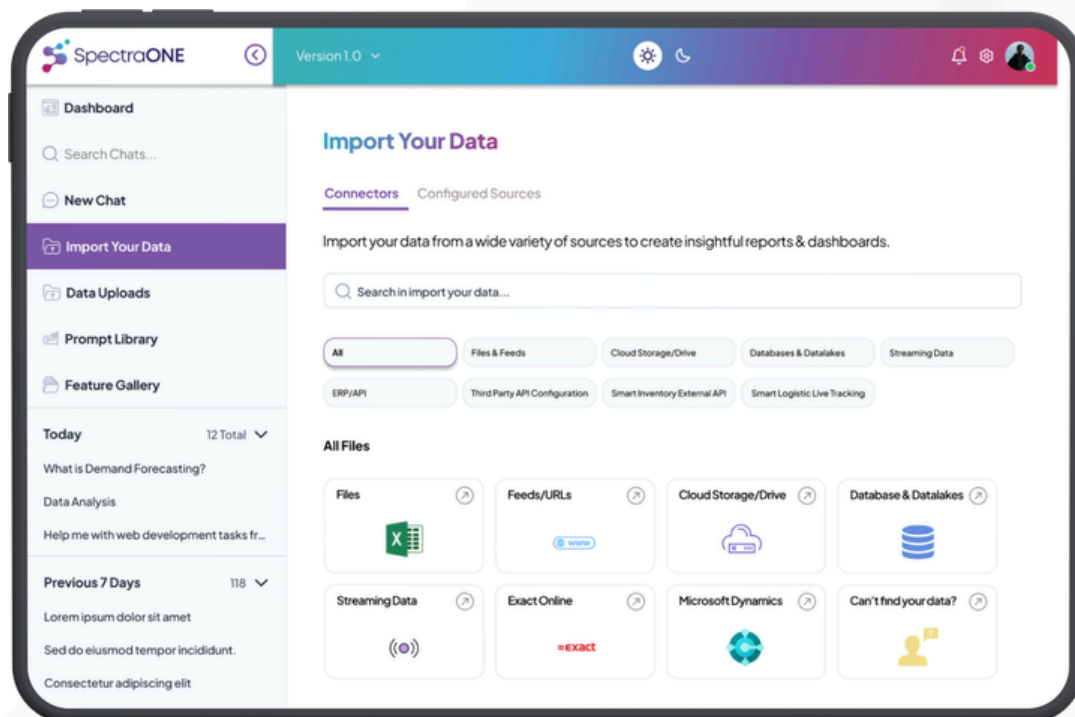 SpectraONE
Version 1.0
Dashboard
Search Chats...
New Chat
Import Your Data
Data Uploads
Prompt Library
Feature Gallery
Today 12 Total
What is Demand Forecasting?
Data Analysis
Help me with web development tasks fr...
Previous 7 Days 118
Lorem ipsum dolor sit amet
Sed do eiusmod tempor incididunt.
Consectetur adipiscing elit
Import Your Data
Connectors Configured Sources
Import your data from a wide variety of sources to create insightful reports & dashboards.
Search in import your data...
All Files & Feeds Cloud Storage/Drive Databases & Datalakes Streaming Data
ERP/API Third Party API Configuration Smart Inventory External API Smart Logistic Live Tracking
All Files
Files Feeds/URLs Cloud Storage/Drive Database & Datalakes
X www
Streaming Data Exact Online Microsoft Dynamics Can't find your data?
=exact ?